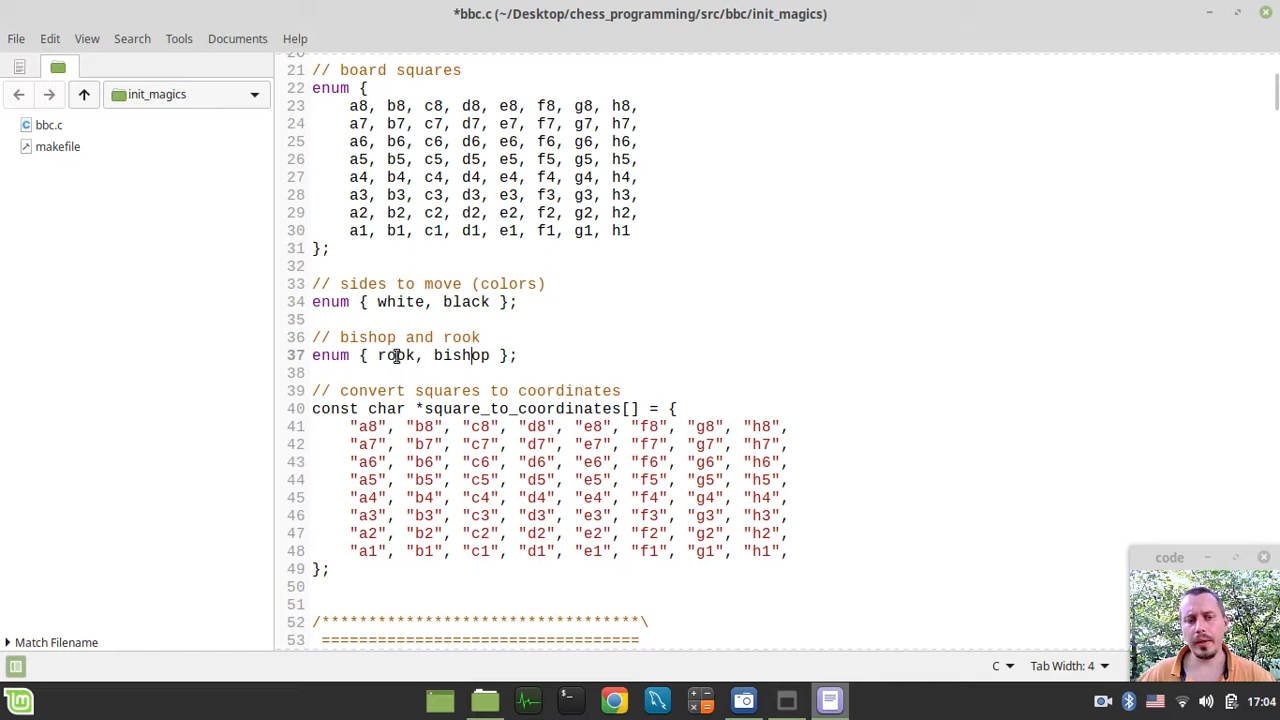 *bbc.c (~/Desktop/chess_programming/src/bbc/init_magics)
File Edit View Search Tools Documents Help
init_magics
bbc.c
makefile
Match Filename
21 // board squares
22 enum {
23 a8, b8, c8, d8, e8, f8, g8, h8,
24 a7, b7, c7, d7, e7, f7, g7, h7,
25 a6, b6, c6, d6, e6, f6, g6, h6,
26 a5, b5, c5, d5, e5, f5, g5, h5,
27 a4, b4, c4, d4, e4, f4, g4, h4,
28 a3, b3, c3, d3, e3, f3, g3, h3,
29 a2, b2, c2, d2, e2, f2, g2, h2,
30 a1, b1, c1, d1, e1, f1, g1, h1
31 };
32
33 // sides to move (colors)
34 enum { white, black };
35
36 // bishop and rook
37 enum { rook, bishop };
38
39 // convert squares to coordinates
40 const char *square_to_coordinates[] = {
41 "a8", "b8", "c8", "d8", "e8", "f8", "g8", "h8",
42 "a7", "b7", "c7", "d7", "e7", "f7", "g7", "h7",
43 "a6", "b6", "c6", "d6", "e6", "f6", "g6", "h6",
44 "a5", "b5", "c5", "d5", "e5", "f5", "g5", "h5",
45 "a4", "b4", "c4", "d4", "e4", "f4", "g4", "h4",
46 "a3", "b3", "c3", "d3", "e3", "f3", "g3", "h3",
47 "a2", "b2", "c2", "d2", "e2", "f2", "g2", "h2",
48 "a1", "b1", "c1", "d1", "e1", "f1", "g1", "h1",
49 };
50
51
52 /**********************************\
53 ==================================
code
C Tab Width: 4
17:04